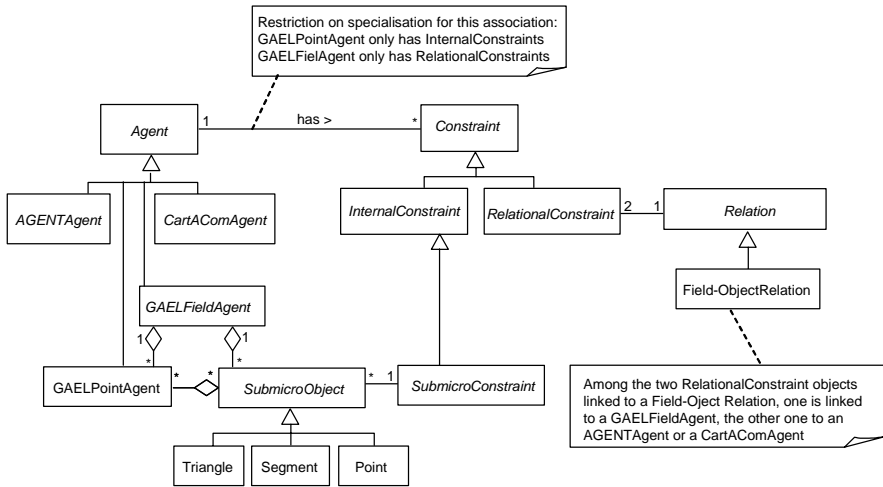 Restriction on specialisation for this association:
GAELPointAgent only has InternalConstraints
GAELFielAgent only has RelationalConstraints
Agent
1
has >
*
Constraint
AGENTAgent
CartAComAgent
InternalConstraint
RelationalConstraint
2
1
Relation
GAELFieldAgent
Field-ObjectRelation
1
1
*
*
GAELPointAgent
*
*
SubmicroObject
*
1
SubmicroConstraint
Among the two RelationalConstraint objects
linked to a Field-Oject Relation, one is linked
to a GAELFieldAgent, the other one to an
AGENTAgent or a CartAComAgent
Triangle
Segment
Point